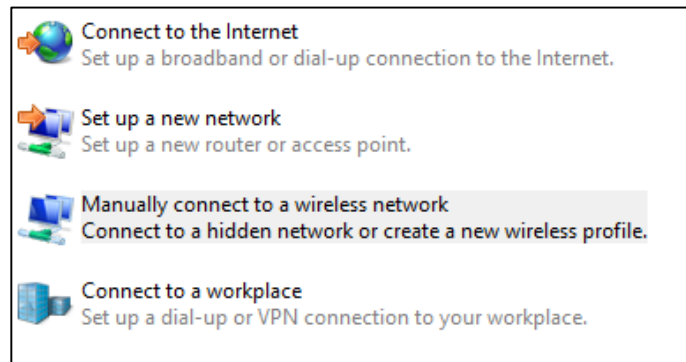 Connect to the Internet
Set up a broadband or dial-up connection to the Internet.
Set up a new network
Set up a new router or access point.
Manually connect to a wireless network
Connect to a hidden network or create a new wireless profile.
Connect to a workplace
Set up a dial-up or VPN connection to your workplace.